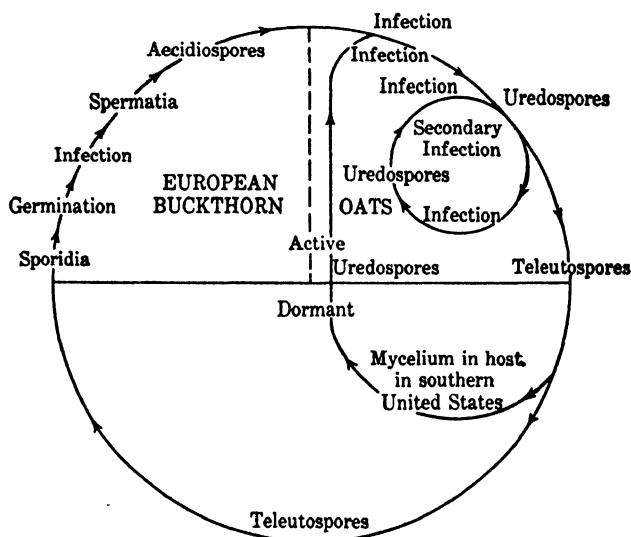 Infection
Aecidiospores
Infection
Spermatia
Infection
Uredospores
Secondary
Infection
Infection
Uredospores
EUROPEAN
BUCKTHORN
OATS
Germination
Infection
Active
Sporidia
Uredospores
Teleutospores
Dormant
Mycelium in host
in southern
United States
Teleutospores